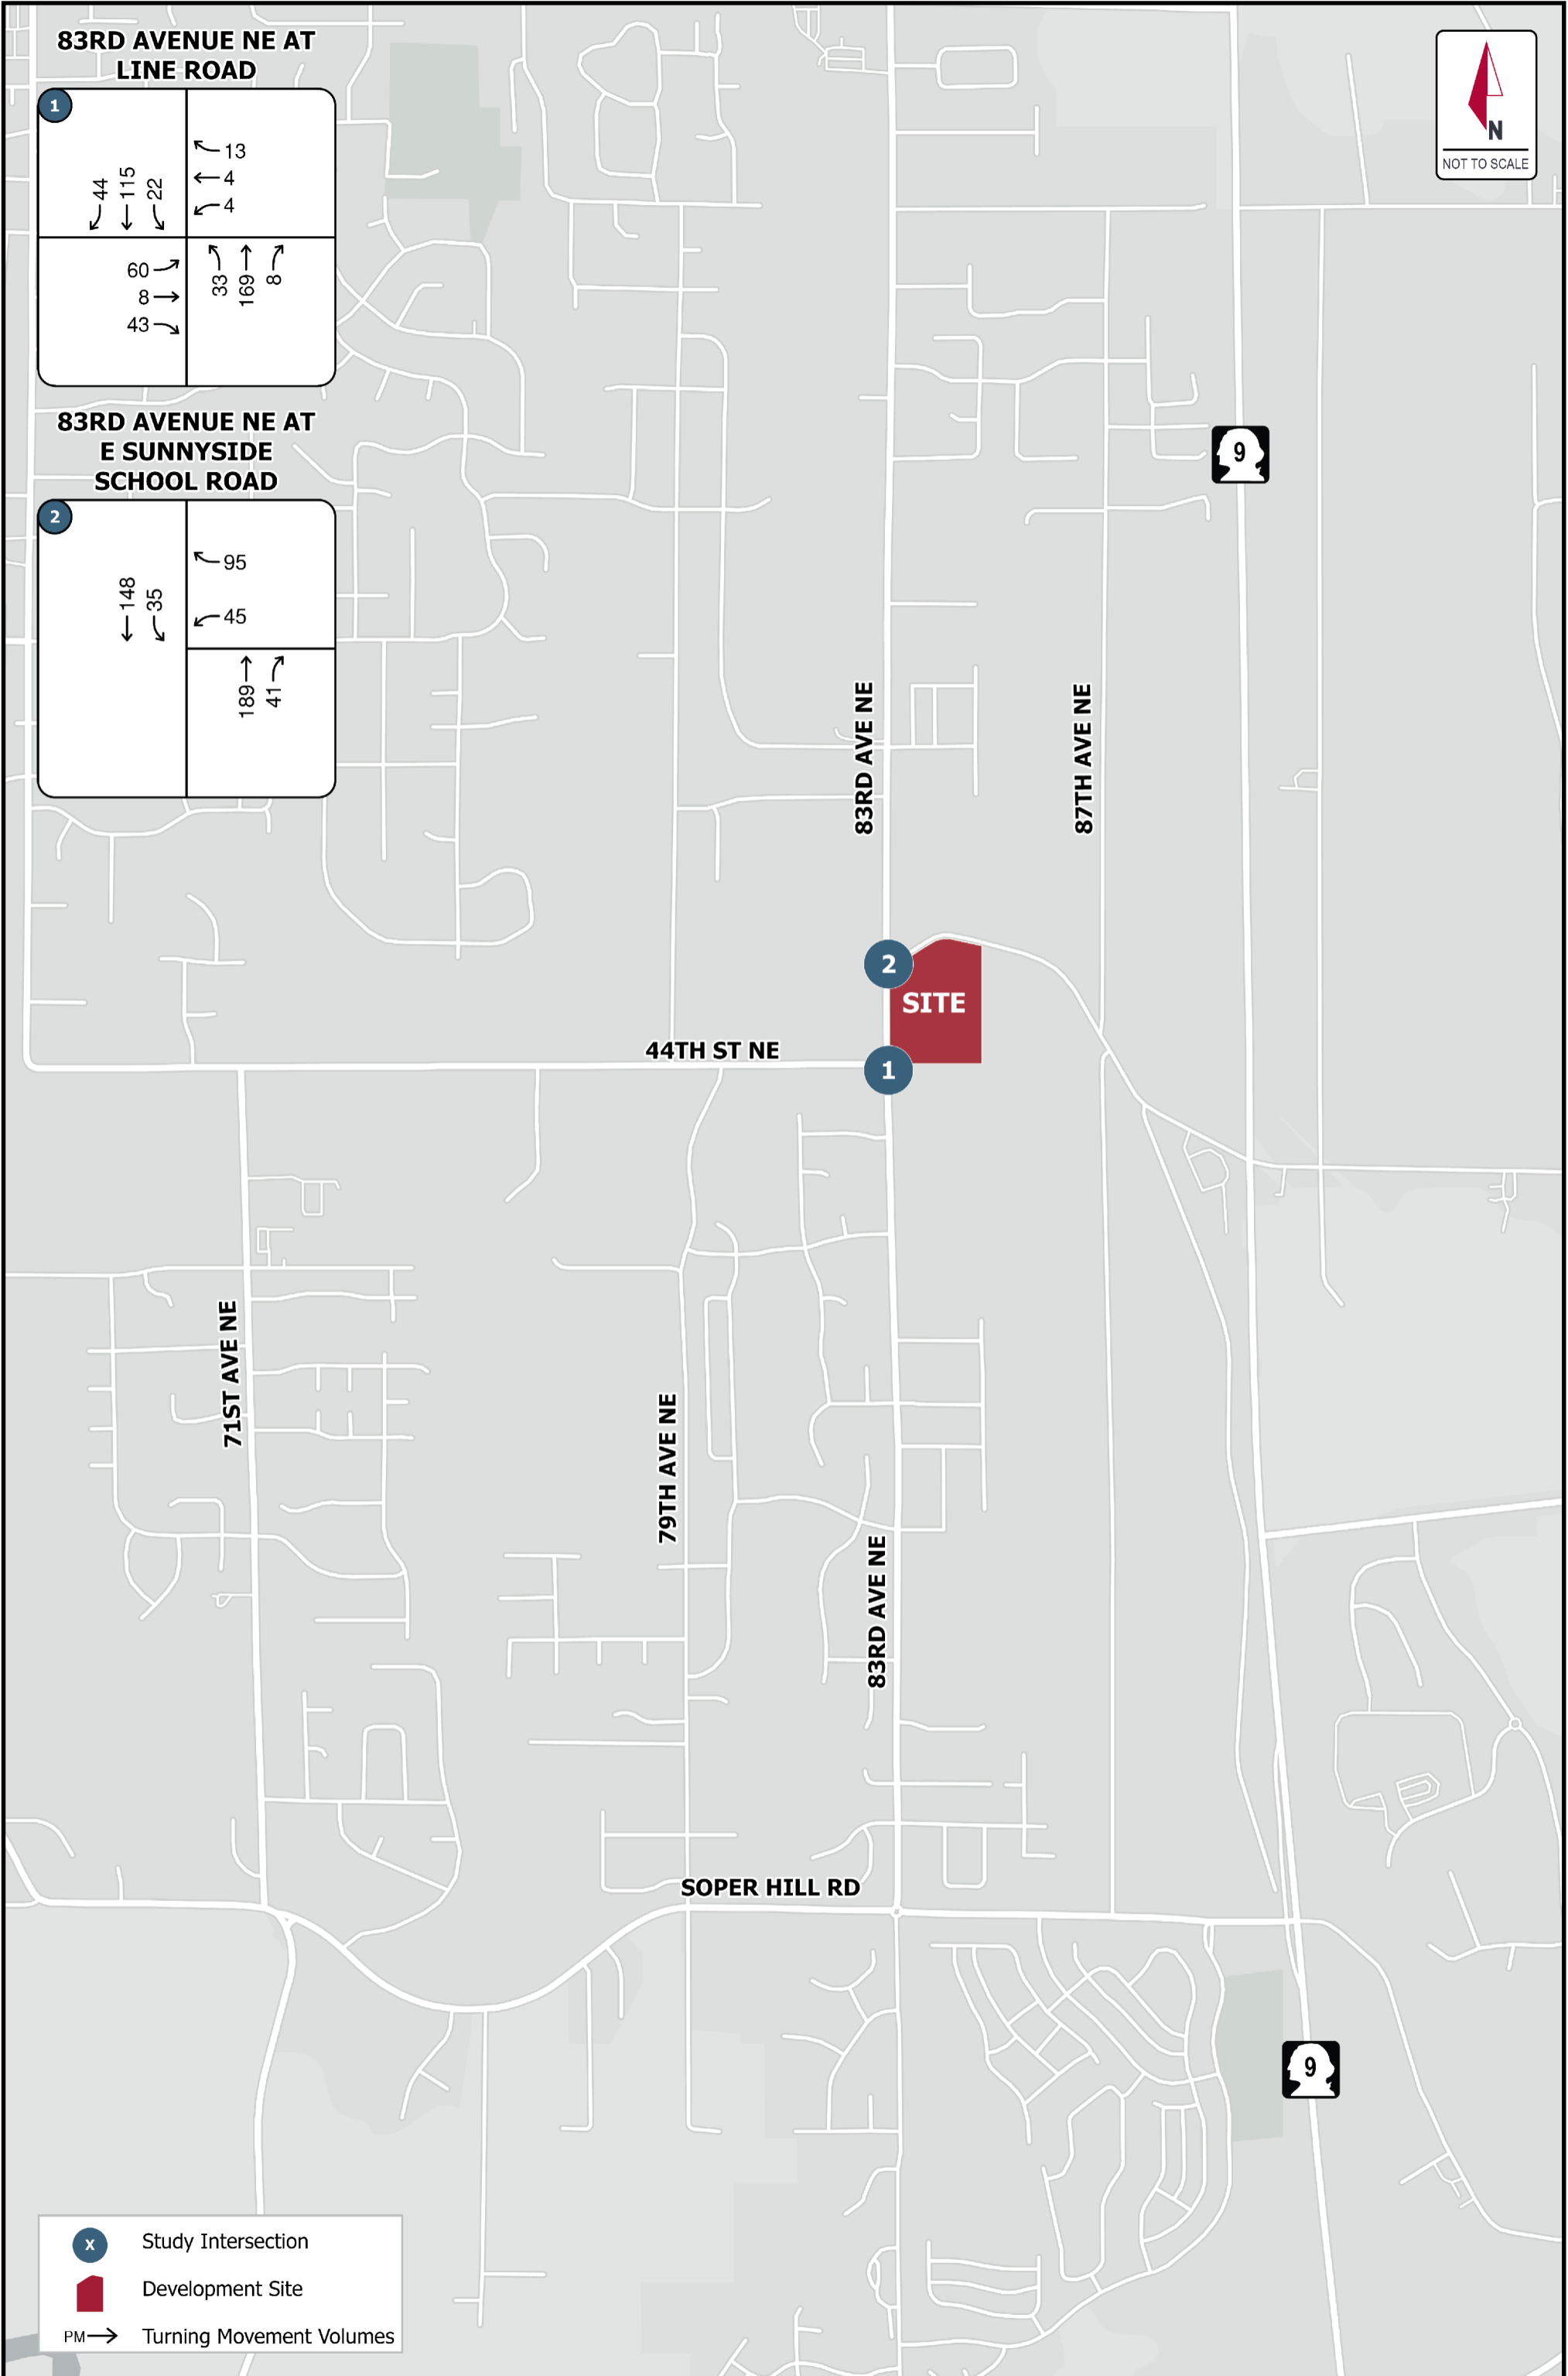 83RD AVENUE NE AT
LINE ROAD
1
13
4
4
44
115
22
60
8
43
33
169
8
83RD AVENUE NE AT
E SUNNYSIDE
SCHOOL ROAD
2
95
45
148
35
189
41
N
NOT TO SCALE
9
83RD AVE NE
87TH AVE NE
2
SITE
44TH ST NE
1
71ST AVE NE
79TH AVE NE
83RD AVE NE
SOPER HILL RD
9
X Study Intersection
Development Site
PM Turning Movement Volumes